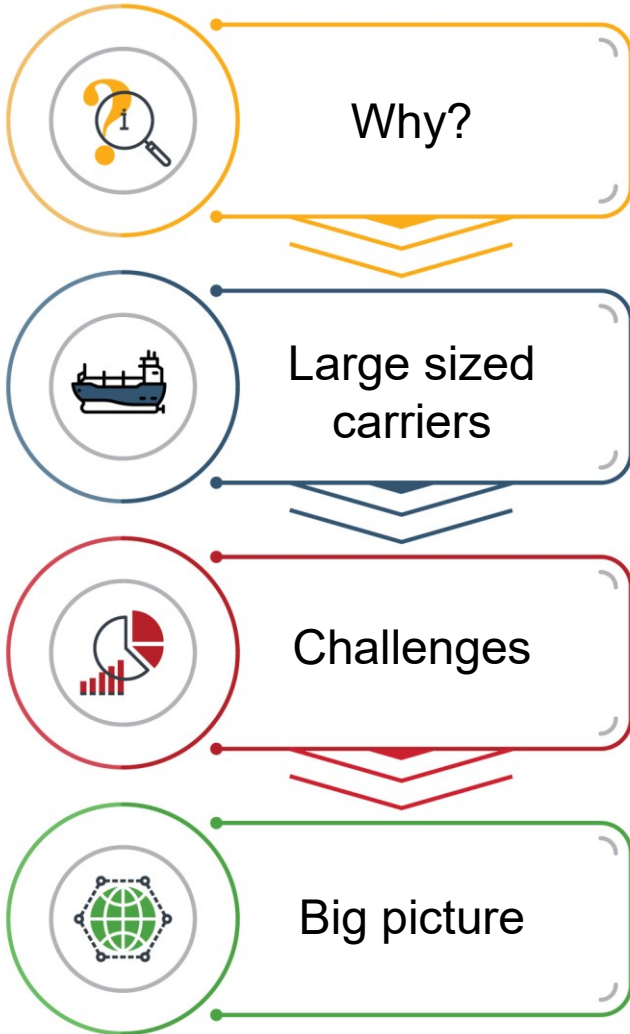 i
Why?
Large sized
carriers
Challenges
Big picture